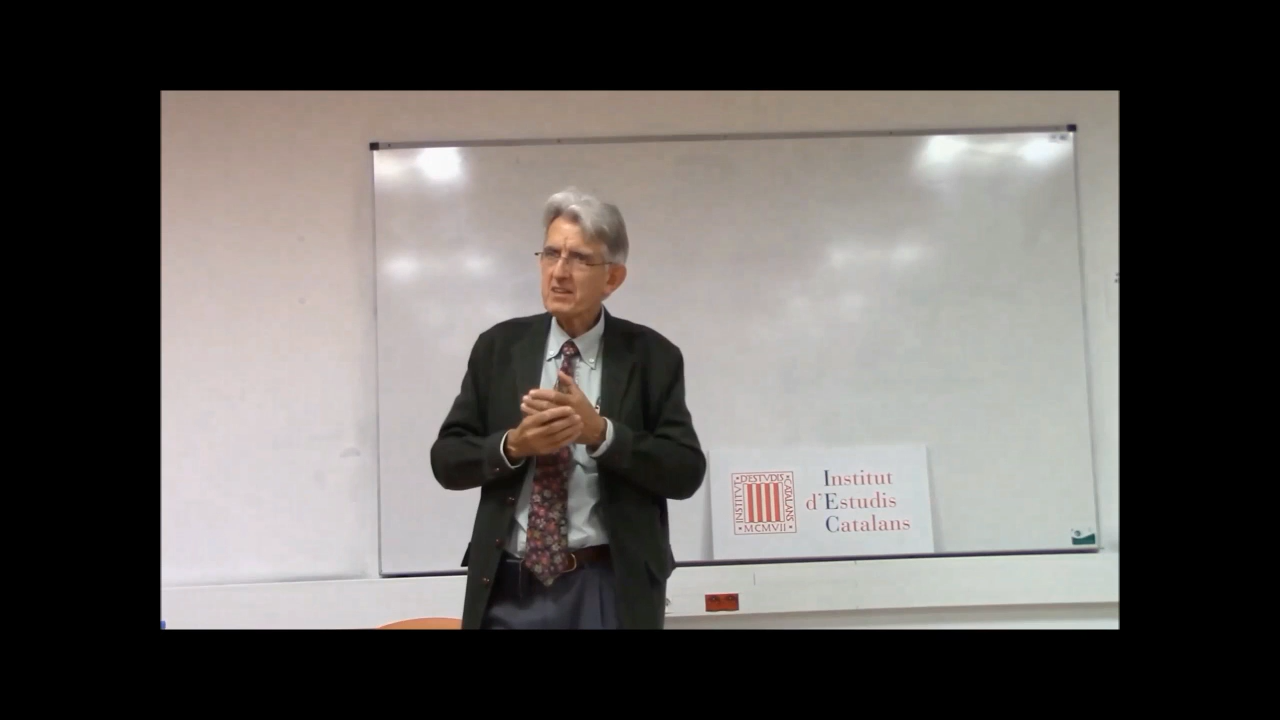 INSTITVT
D'ESTVDIS
CATALANS
MCMVII
Institut
d'Estudis
Catalans